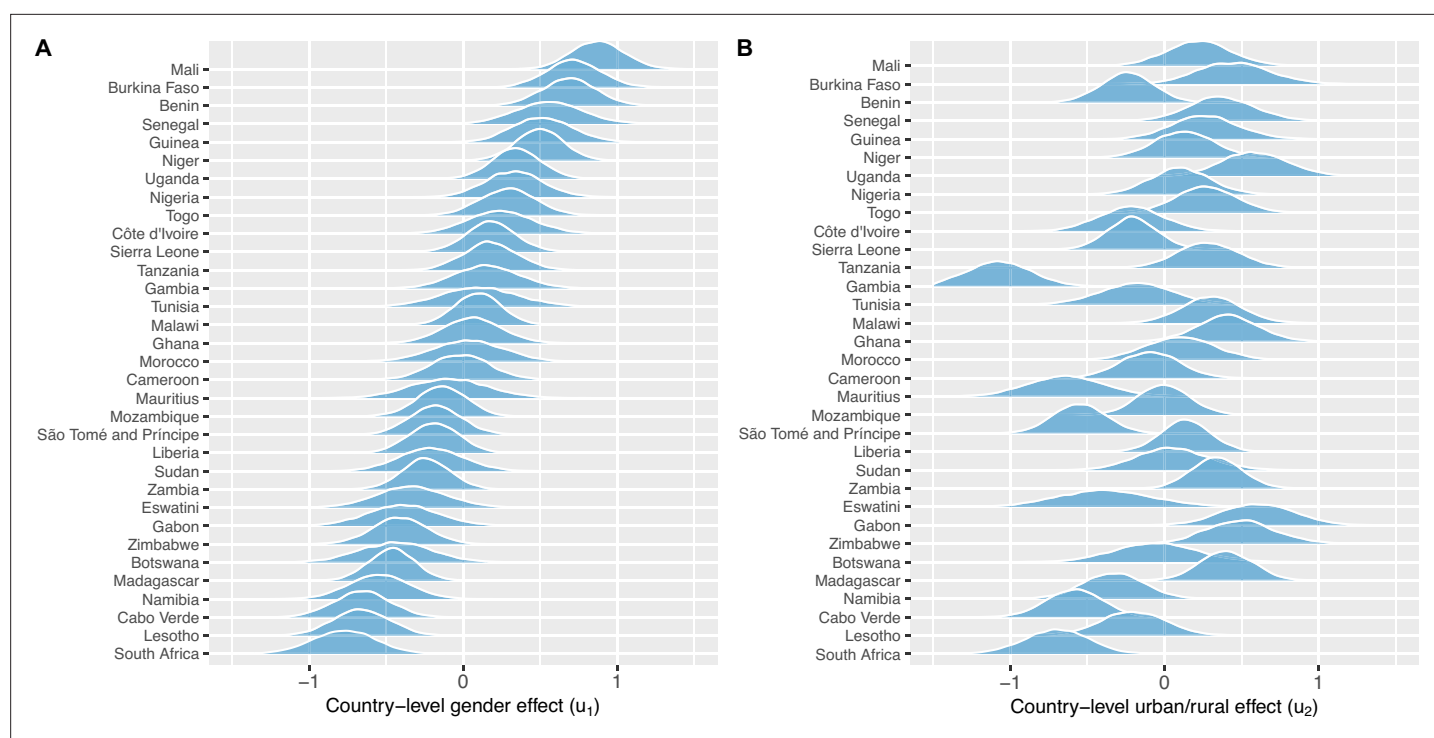 A
Mali
Burkina Faso
Benin
Senegal
Guinea
Niger
Uganda
Nigeria
Togo
Côte d'Ivoire
Sierra Leone
Tanzania
Gambia
Tunisia
Malawi
Ghana
Morocco
Cameroon
Mauritius
Mozambique
São Tomé and Príncipe
Liberia
Sudan
Zambia
Eswatini
Gabon
Zimbabwe
Botswana
Madagascar
Namibia
Cabo Verde
Lesotho
South Africa
−1 0 1
Country−level gender effect (u₁)
B
Mali
Burkina Faso
Benin
Senegal
Guinea
Niger
Uganda
Nigeria
Togo
Côte d'Ivoire
Sierra Leone
Tanzania
Gambia
Tunisia
Malawi
Ghana
Morocco
Cameroon
Mauritius
Mozambique
São Tomé and Príncipe
Liberia
Sudan
Zambia
Eswatini
Gabon
Zimbabwe
Botswana
Madagascar
Namibia
Cabo Verde
Lesotho
South Africa
−1 0 1
Country−level urban/rural effect (u₂)